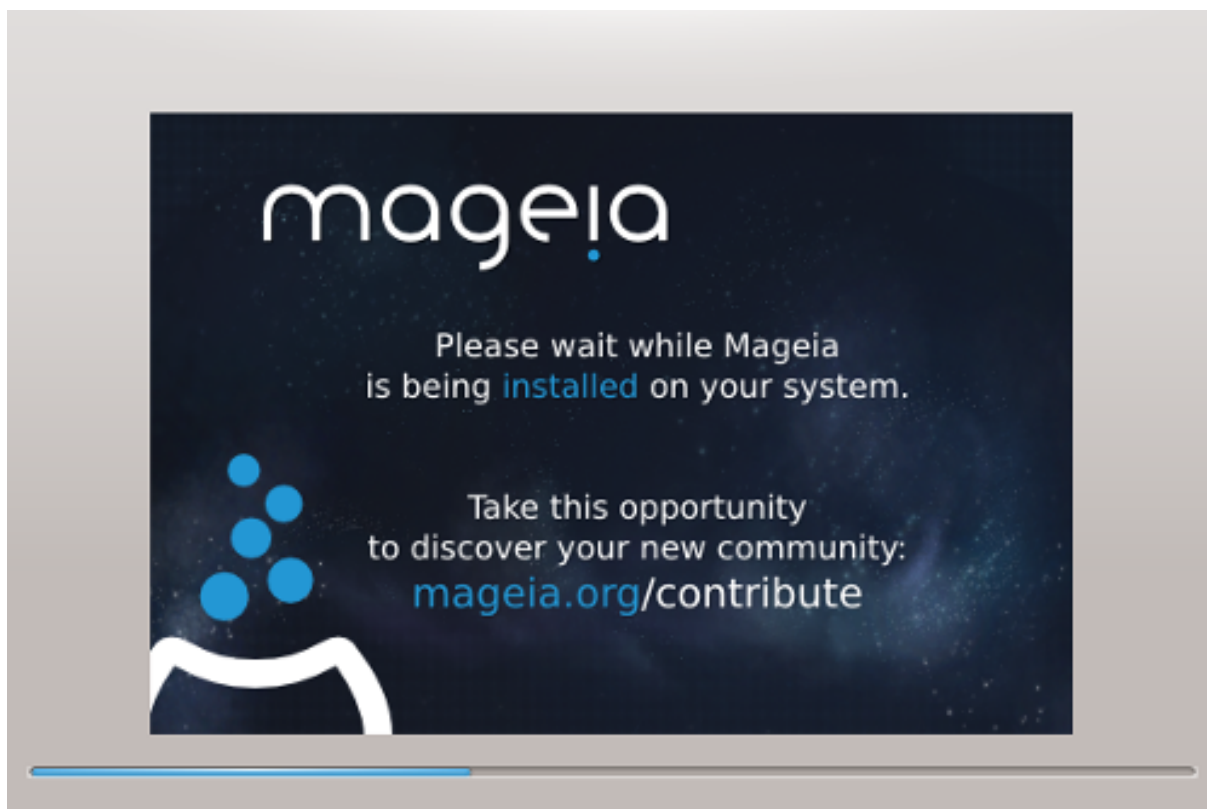 mageia
Please wait while Mageia
is being installed on your system.
Take this opportunity
to discover your new community:
mageia.org/contribute